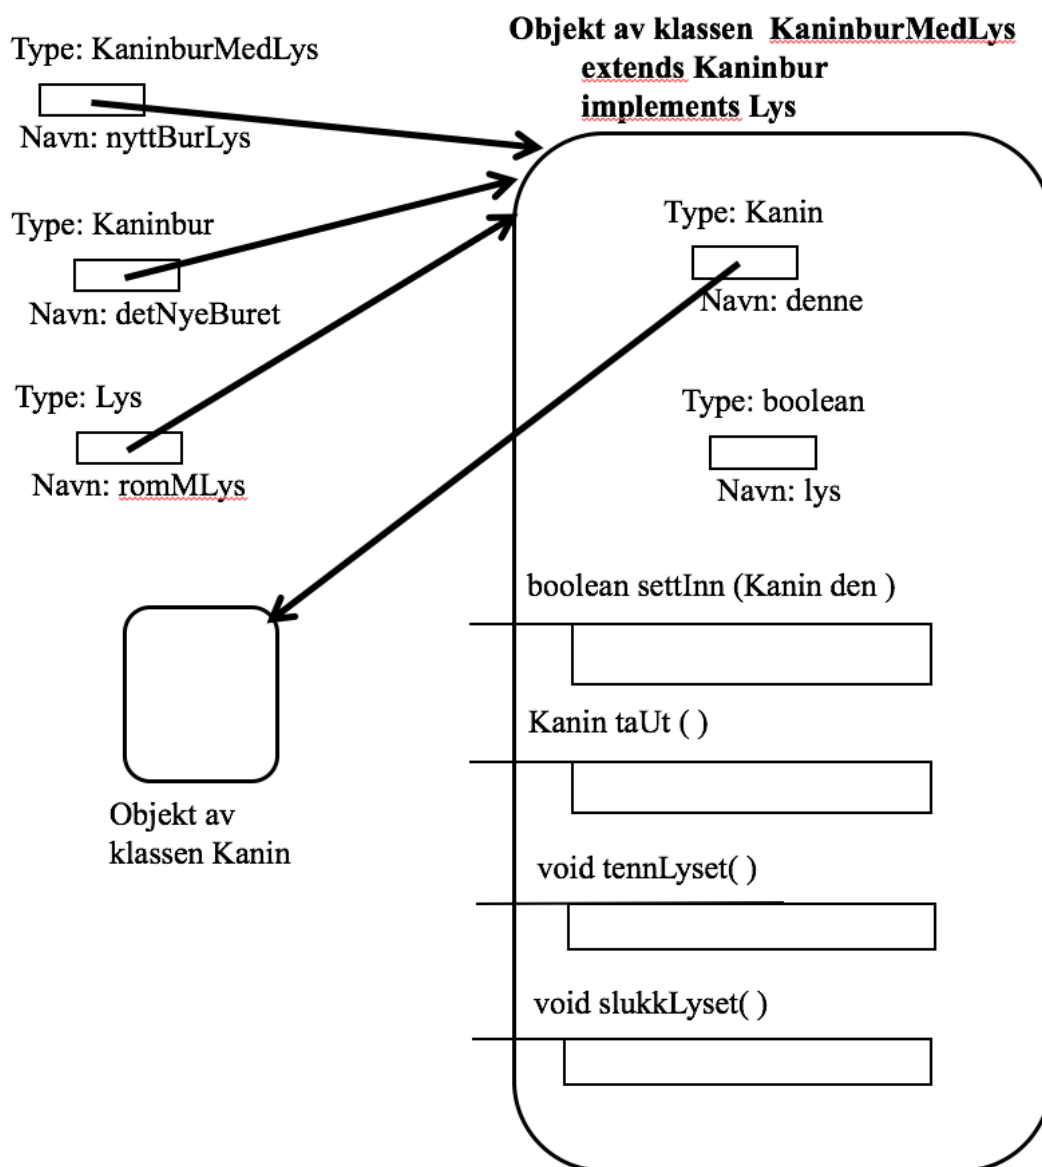 Objekt av klassen KaninburMedLys
extends Kaninbur
implements Lys
Type: KaninburMedLys
Navn: nyttBurLys
Type: Kaninbur
Navn: detNyeBuret
Type: Lys
Navn: romMLys
Objekt av
klassen Kanin
Type: Kanin
Navn: denne
Type: boolean
Navn: lys
boolean settInn (Kanin den )
Kanin taUt ( )
void tennLyset( )
void slukkLyset( )